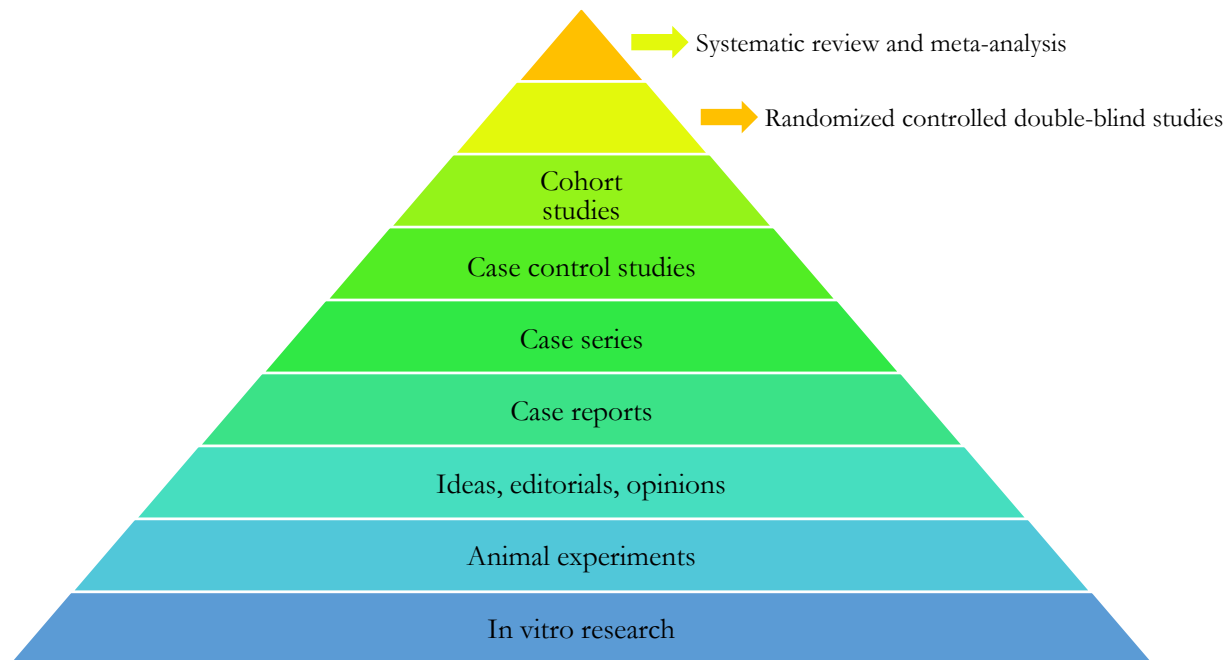 Systematic review and meta-analysis
Randomized controlled double-blind studies
Cohort
studies
Case control studies
Case series
Case reports
Ideas, editorials, opinions
Animal experiments
In vitro research